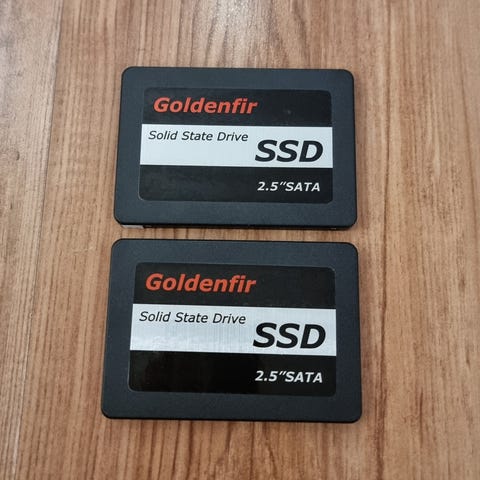 Goldenfir
Solid State Drive
SSD
2.5"SATA
Goldenfir
Solid State Drive
SSD
2.5"SATA